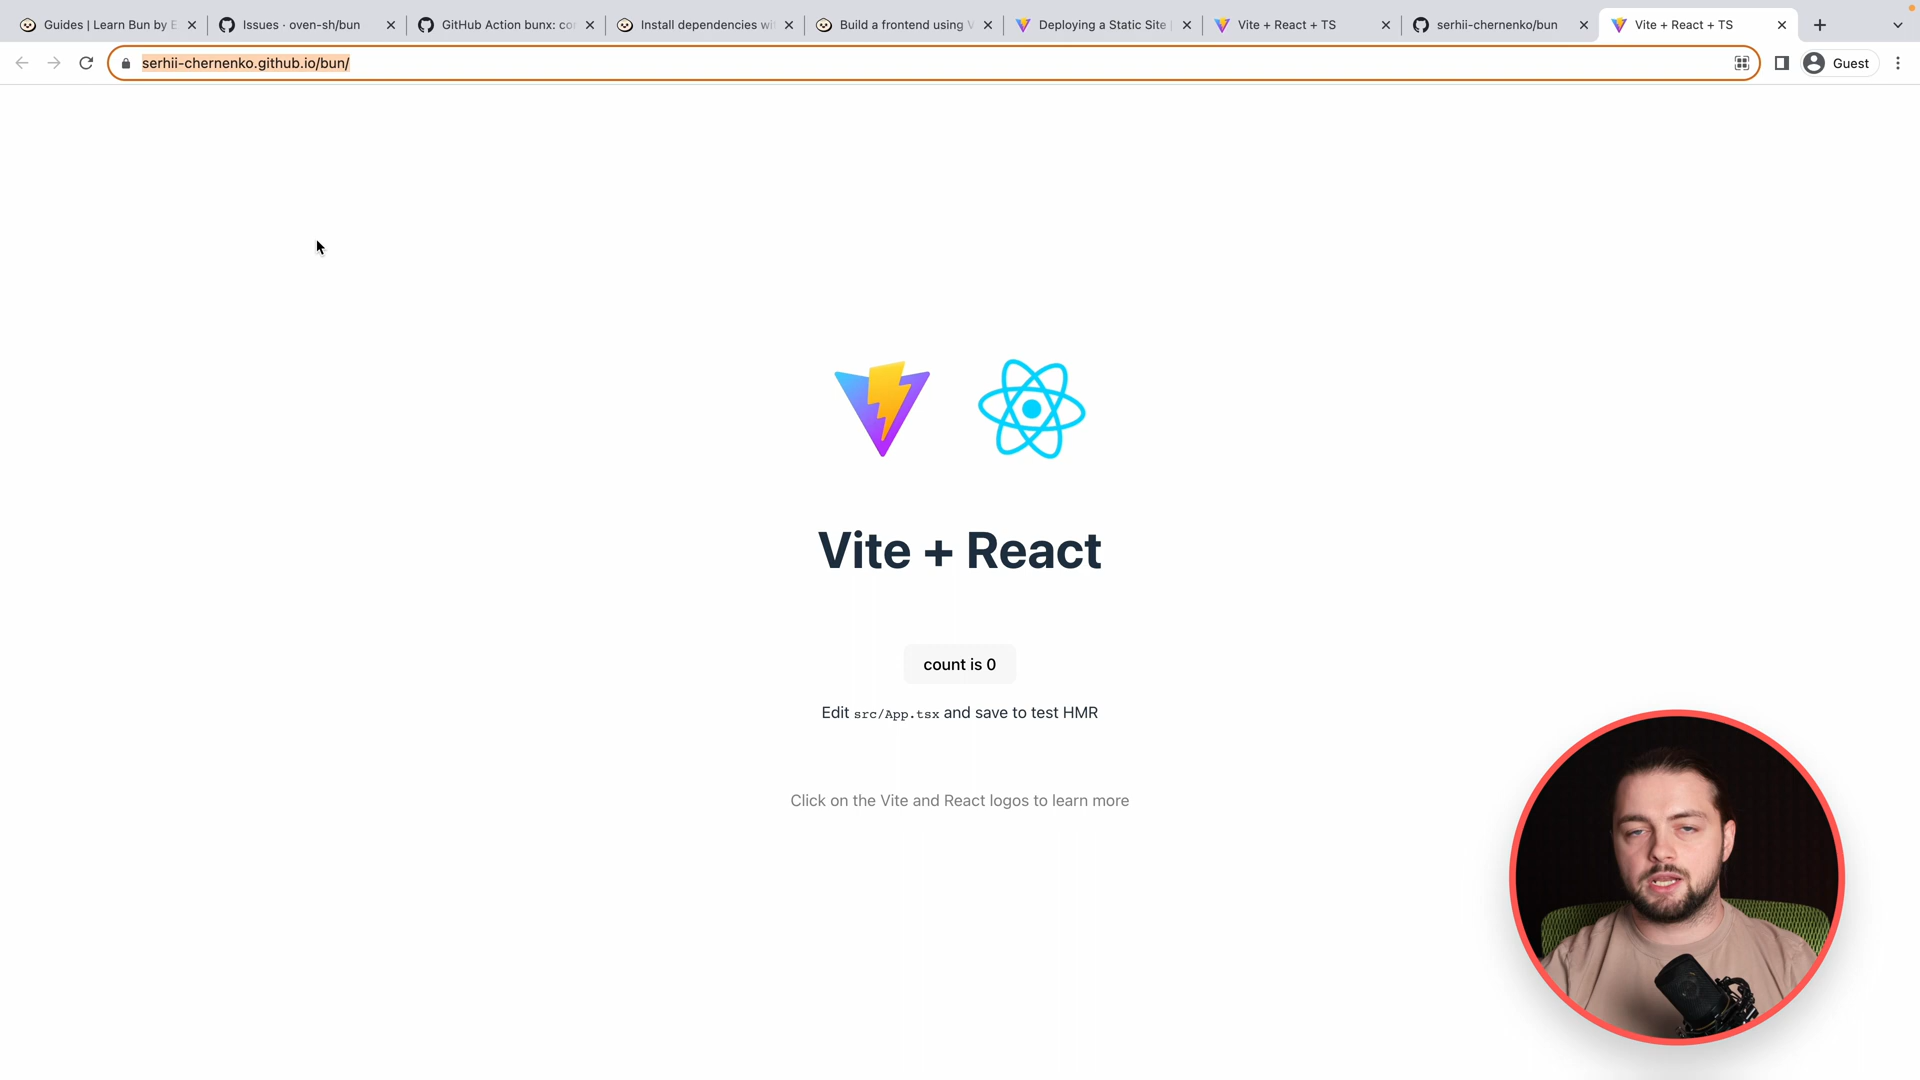 Guides | Learn Bun by E
Issues · oven-sh/bun
GitHub Action bunx: co
Install dependencies wi
Build a frontend using V
Deploying a Static Site |
Vite + React + TS
serhii-chernenko/bun
Vite + React + TS
serhii-chernenko.github.io/bun/
Guest
Vite + React
count is 0
Edit src/App.tsx and save to test HMR
Click on the Vite and React logos to learn more